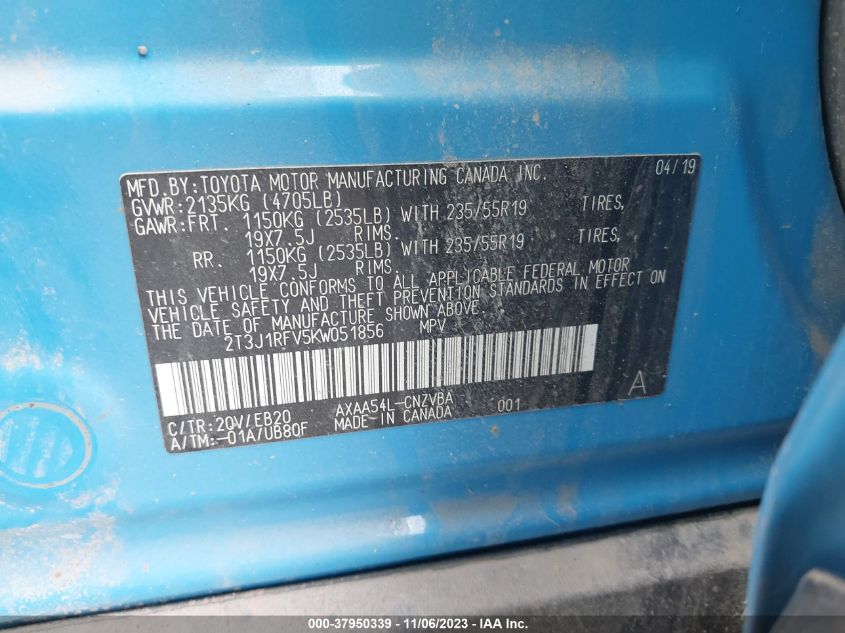 MFD.BY:TOYOTA MOTOR MANUFACTURING CANADA INC. 04/19
GVWR:2135KG (4705LB)
GAWR:FRT. 1150KG (2535LB) WITH 235/55R19 TIRES,
19X7.5J RIMS.
RR. 1150KG (2535LB) WITH 235/55R19 TIRES,
19X7.5J RIMS.
THIS VEHICLE CONFORMS TO ALL APPLICABLE FEDERAL MOTOR
VEHICLE SAFETY AND THEFT PREVENTION STANDARDS IN EFFECT ON
THE DATE OF MANUFACTURE SHOWN ABOVE.
2T3J1RFV5KW051856 MPV
A
C/TR:20V/EB20 AXAA54L-CNZVBA 001
A/TM:-01A/UB80F MADE-IN CANADA
000-37950339 - 11/06/2023 - © IAA, Inc.